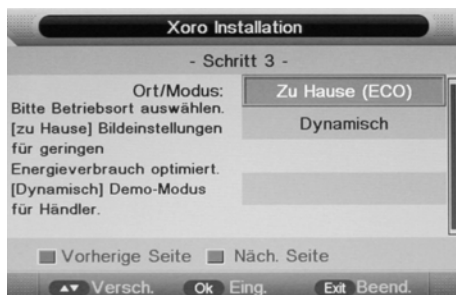 Xoro Installation
- Schritt 3 -
Ort/Modus:
Bitte Betriebsort auswählen.
[zu Hause] Bildeinstellungen
für geringen
Energieverbrauch optimiert.
[Dynamisch] Demo-Modus
für Händler.
Zu Hause (ECO)
Dynamisch
Vorherige Seite Näch. Seite
Versch. Ok Eing. Exit Beend.